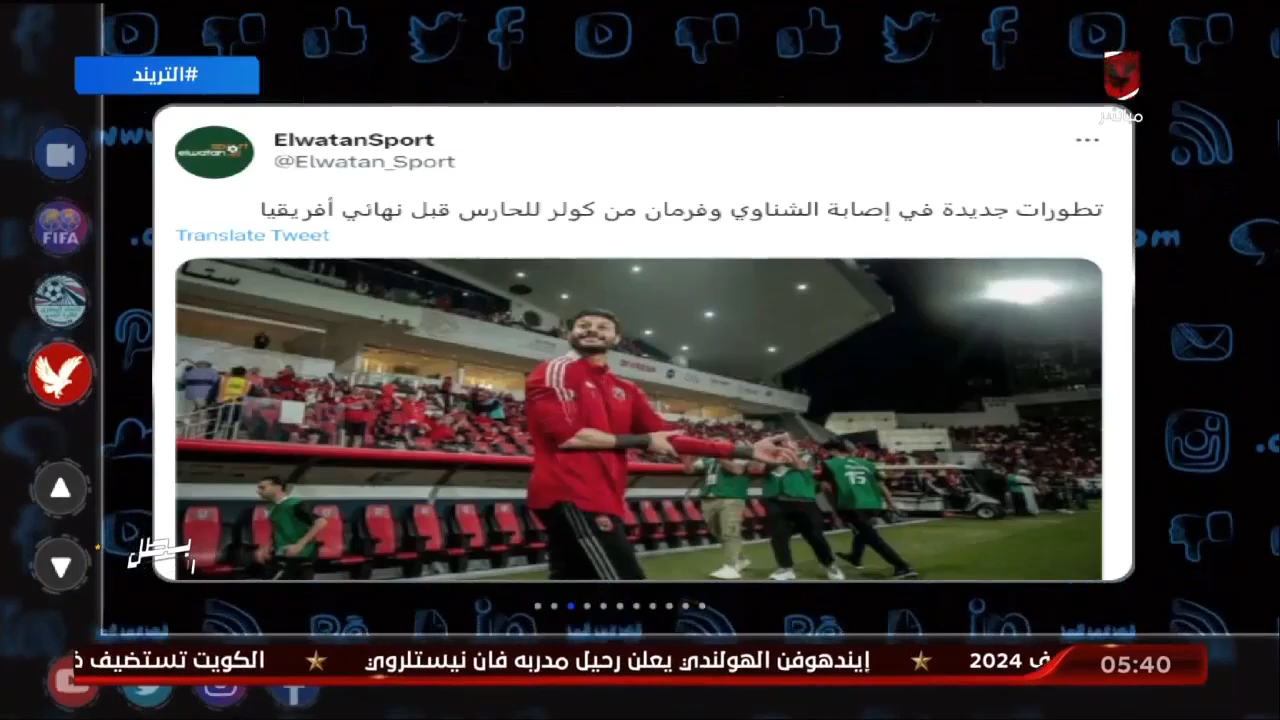 #التريند
مباشر
ElwatanSport
@Elwatan_Sport
تطورات جديدة في إصابة الشناوي وفرمان من كولر للحارس قبل نهائي أفريقيا
Translate Tweet
FIFA
15
ف 2024 ★ إيندهوفن الهولندي يعلن رحيل مدربه فان نيستلروي ★ الكويت تستضيف
05:40